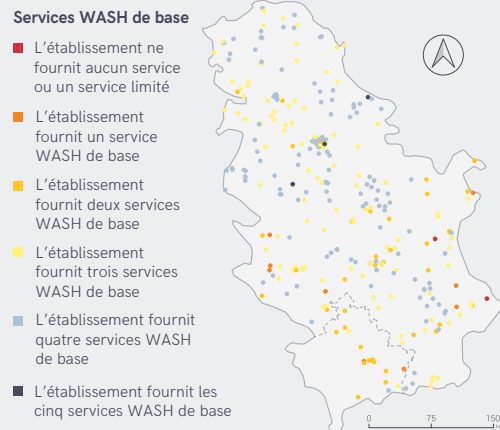 Services WASH de base
L'établissement ne
fournit aucun service
ou un service limité
L'établissement
fournit un service
WASH de base
L'établissement
fournit deux services
WASH de base
L'établissement
fournit trois services
WASH de base
L'établissement fournit
quatre services WASH
de base
L'établissement fournit les
cinq services WASH de base
0 75 150